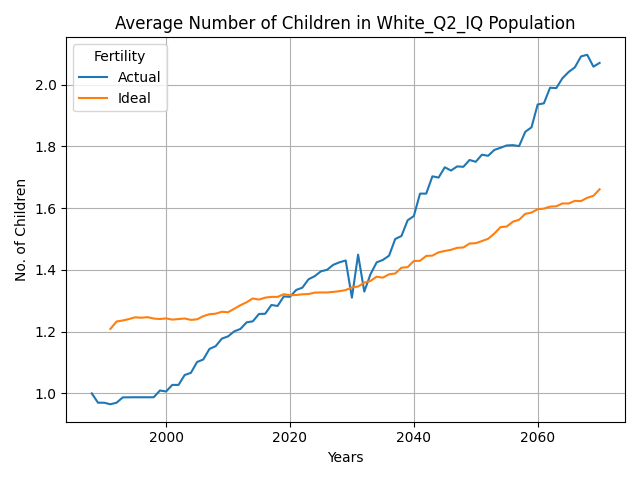 Average Number of Children in White_Q2_IQ Population
Fertility
Actual
Ideal
No. of Children
2.0
1.8
1.6
1.4
1.2
1.0
2000
2020
2040
2060
Years